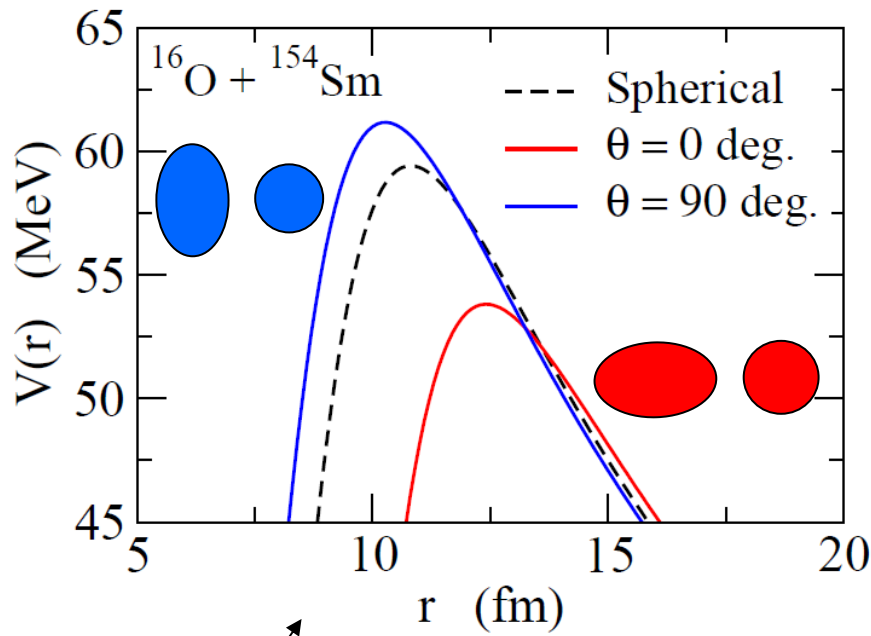 ¹⁶O + ¹⁵⁴Sm
Spherical
θ = 0 deg.
θ = 90 deg.
V(r) (MeV)
65
60
55
50
45
5 10 15 20
r (fm)